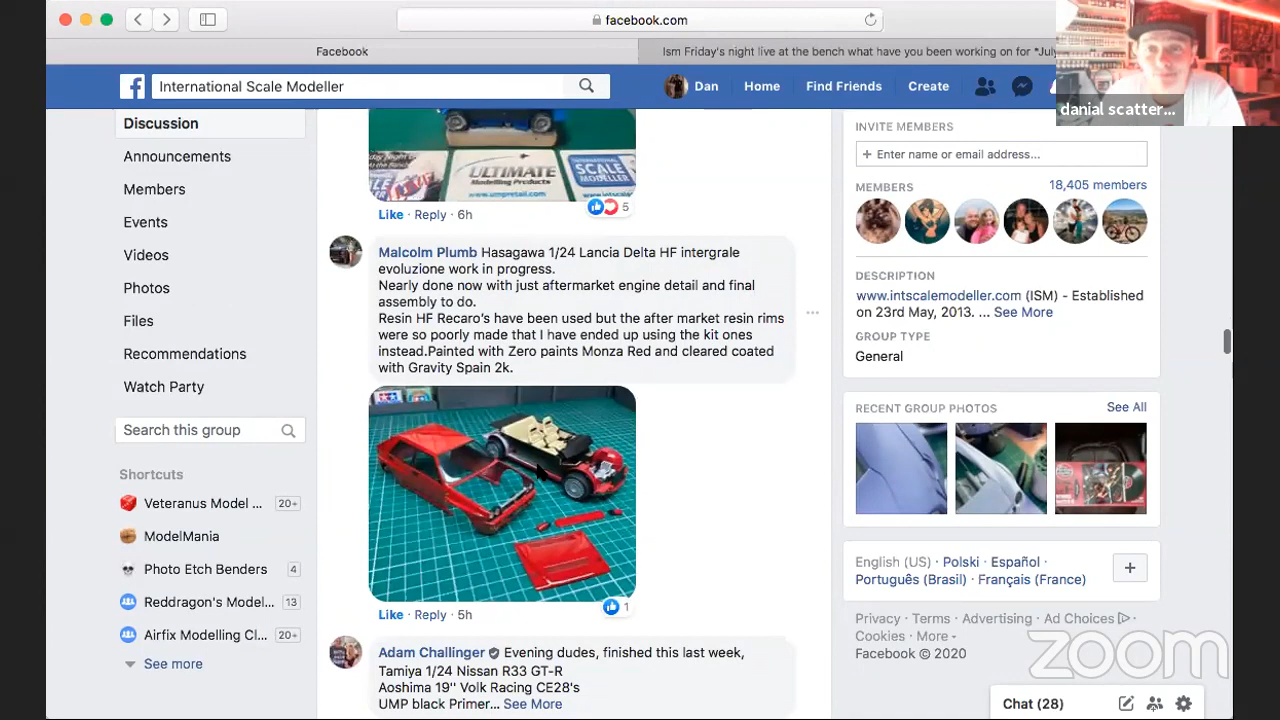 facebook.com
Facebook
Ism Friday's night live at the bench what have you been working on for "July
International Scale Modeller
Dan
Home
Find Friends
Create
danial scatter...
Discussion
Announcements
Members
Events
Videos
Photos
Files
Recommendations
Watch Party
Search this group
Shortcuts
Veteranus Model ...
20+
ModelMania
Photo Etch Benders
4
Reddragon's Model...
13
Airfix Modelling Cl...
20+
See more
ULTIMATE
Modelling Products
www.umpretail.com
INTERNATIONAL
SCALE
MODELLER
Like · Reply · 6h
5
Malcolm Plumb Hasagawa 1/24 Lancia Delta HF intergrale
evoluzione work in progress.
Nearly done now with just aftermarket engine detail and final
assembly to do.
Resin HF Recaro's have been used but the after market resin rims
were so poorly made that I have ended up using the kit ones
instead.Painted with Zero paints Monza Red and cleared coated
with Gravity Spain 2k.
Like · Reply · 5h
1
Adam Challinger Evening dudes, finished this last week,
Tamiya 1/24 Nissan R33 GT-R
Aoshima 19'' Volk Racing CE28's
UMP black Primer... See More
INVITE MEMBERS
+ Enter name or email address...
MEMBERS
18,405 members
DESCRIPTION
www.intscalemodeller.com (ISM) - Established
on 23rd May, 2013. ... See More
GROUP TYPE
General
RECENT GROUP PHOTOS
See All
English (US) · Polski · Español ·
Português (Brasil) · Français (France)
Privacy · Terms · Advertising · Ad Choices ·
Cookies · More
Facebook © 2020
zoom
Chat (28)